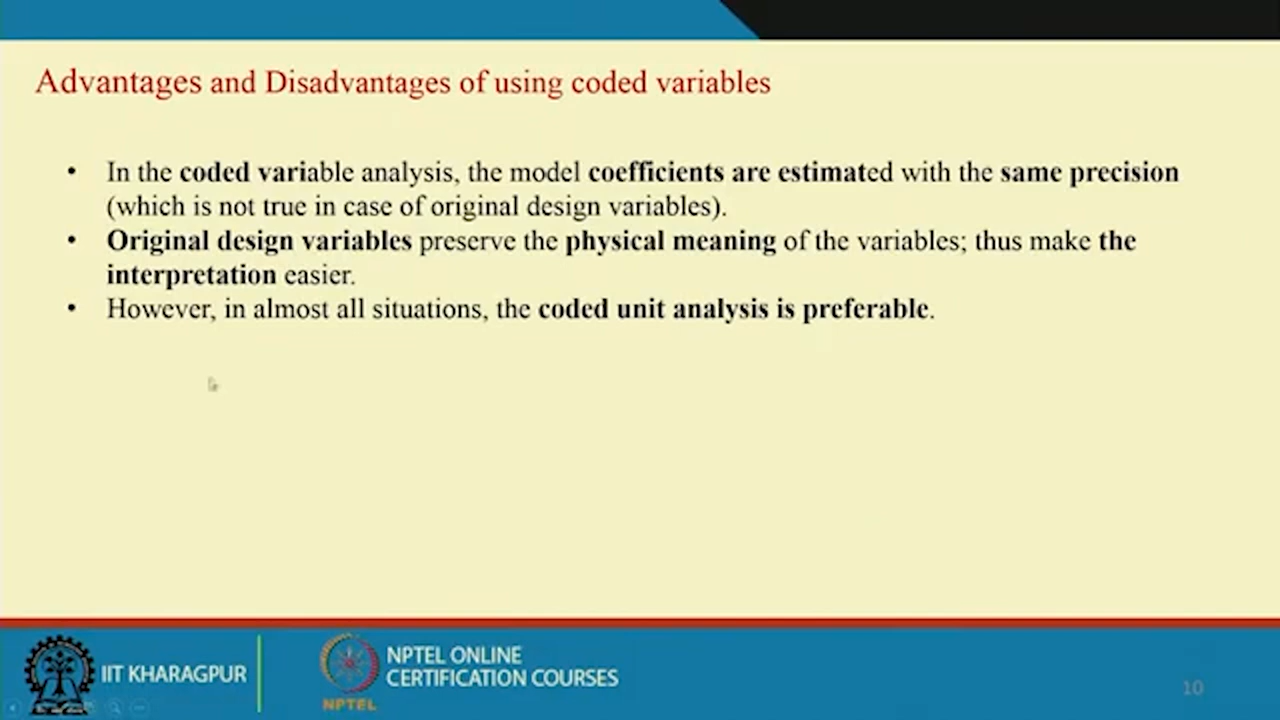 Advantages and Disadvantages of using coded variables
• In the coded variable analysis, the model coefficients are estimated with the same precision
(which is not true in case of original design variables).
• Original design variables preserve the physical meaning of the variables; thus make the
interpretation easier.
• However, in almost all situations, the coded unit analysis is preferable.
IIT KHARAGPUR
NPTEL ONLINE
CERTIFICATION COURSES
NPTEL
10